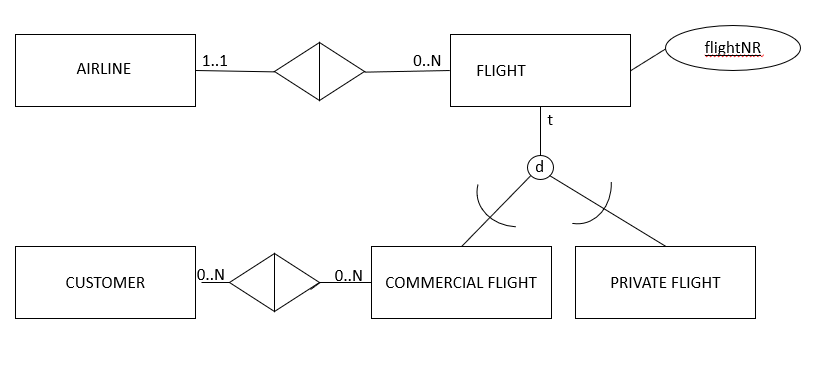 flightNR
AIRLINE
1..1
0..N
FLIGHT
t
d
CUSTOMER
0..N
0..N
COMMERCIAL FLIGHT
PRIVATE FLIGHT